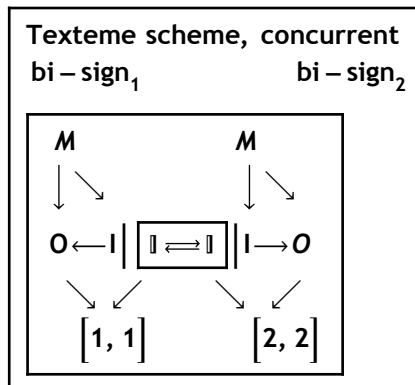 Texteme scheme, concurrent
bi – sign₁ bi – sign₂
M M
↓ ↘ ↓ ↘
O ← I | 𝕀 ⇌ 𝕀 | I → O
↘ ↙ ↘ ↙
[1, 1] [2, 2]